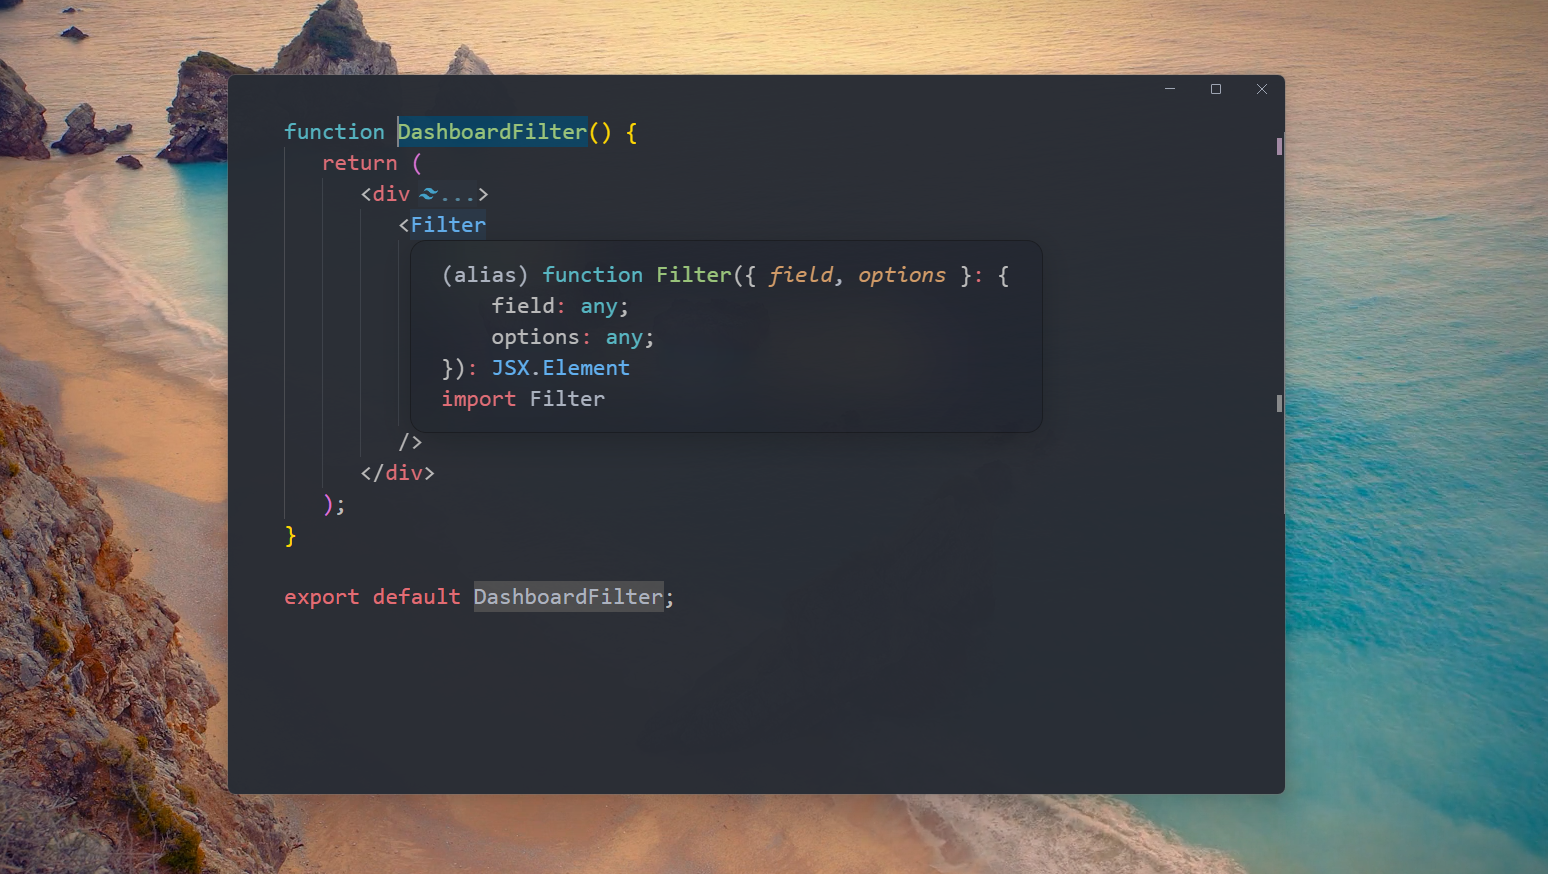 function DashboardFilter() {
return (
<div ...>
<Filter
(alias) function Filter({ field, options }: {
field: any;
options: any;
}): JSX.Element
import Filter
/>
</div>
);
}
export default DashboardFilter;